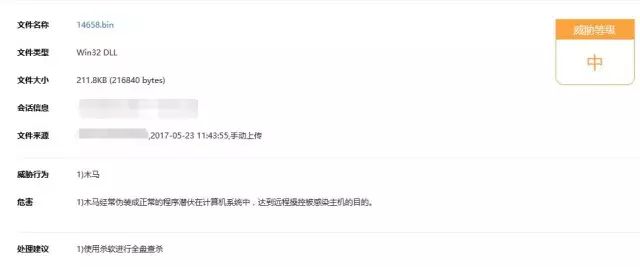 文件名称 14658.bin
威胁等级
文件类型 Win32 DLL
中
文件大小 211.8KB (216840 bytes)
会话信息
文件来源 ,2017-05-23 11:43:55,手动上传
威胁行为 1)木马
危害 1)木马经常伪装成正常的程序潜伏在计算机系统中，达到远程操控被感染主机的目的。
处理建议 1)使用杀软进行全盘查杀